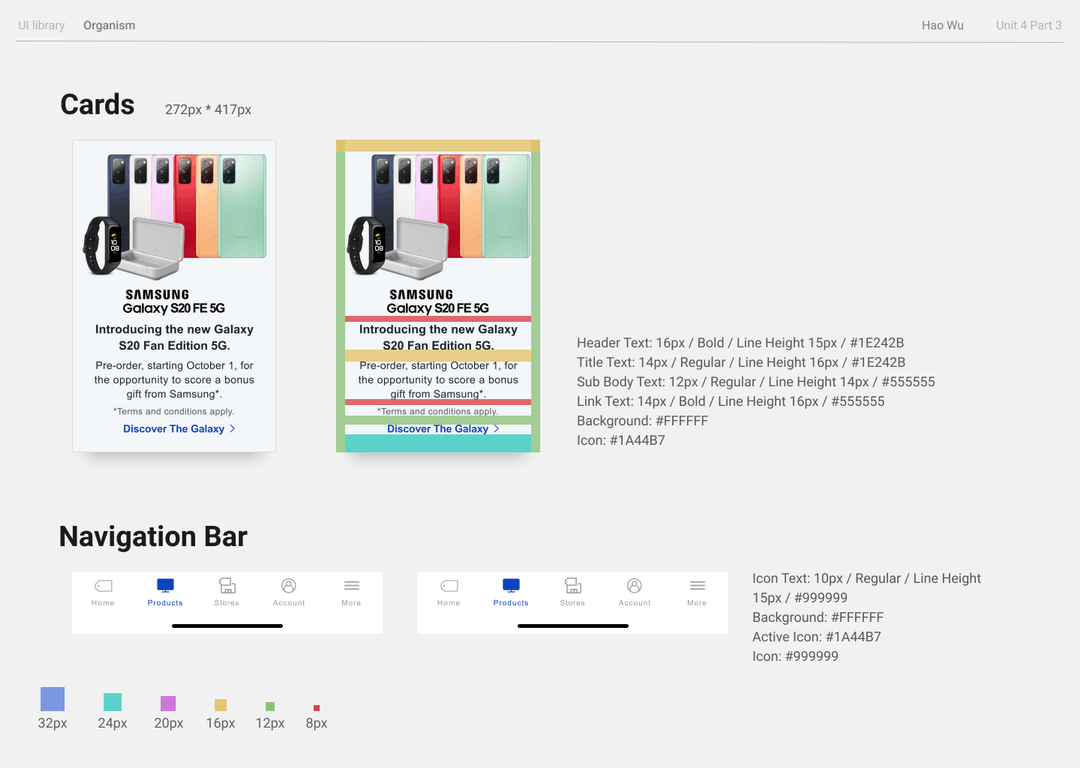 UI library Organism Hao Wu Unit 4 Part 3
Cards 272px * 417px
SAMSUNG
Galaxy S20 FE 5G
Introducing the new Galaxy
S20 Fan Edition 5G.
Pre-order, starting October 1, for
the opportunity to score a bonus
gift from Samsung*.
*Terms and conditions apply.
Discover The Galaxy
SAMSUNG
Galaxy S20 FE 5G
Introducing the new Galaxy
S20 Fan Edition 5G.
Pre-order, starting October 1, for
the opportunity to score a bonus
gift from Samsung*.
*Terms and conditions apply.
Discover The Galaxy
Header Text: 16px / Bold / Line Height 15px / #1E242B
Title Text: 14px / Regular / Line Height 16px / #1E242B
Sub Body Text: 12px / Regular / Line Height 14px / #555555
Link Text: 14px / Bold / Line Height 16px / #555555
Background: #FFFFFF
Icon: #1A44B7
Navigation Bar
Home Products Stores Account More
Home Products Stores Account More
Icon Text: 10px / Regular / Line Height
15px / #999999
Background: #FFFFFF
Active Icon: #1A44B7
Icon: #999999
32px 24px 20px 16px 12px 8px